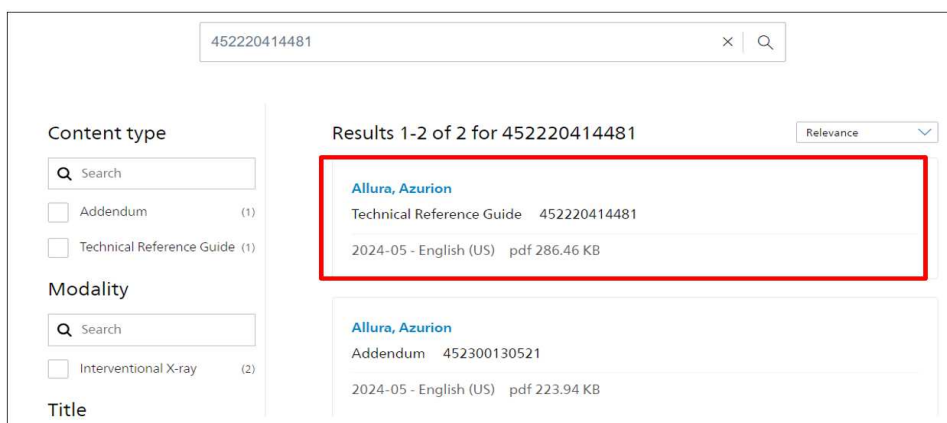 452220414481
Content type
Search
Addendum (1)
Technical Reference Guide (1)
Modality
Search
Interventional X-ray (2)
Title
Results 1-2 of 2 for 452220414481
Relevance
Allura, Azurion
Technical Reference Guide 452220414481
2024-05 - English (US) pdf 286.46 KB
Allura, Azurion
Addendum 452300130521
2024-05 - English (US) pdf 223.94 KB